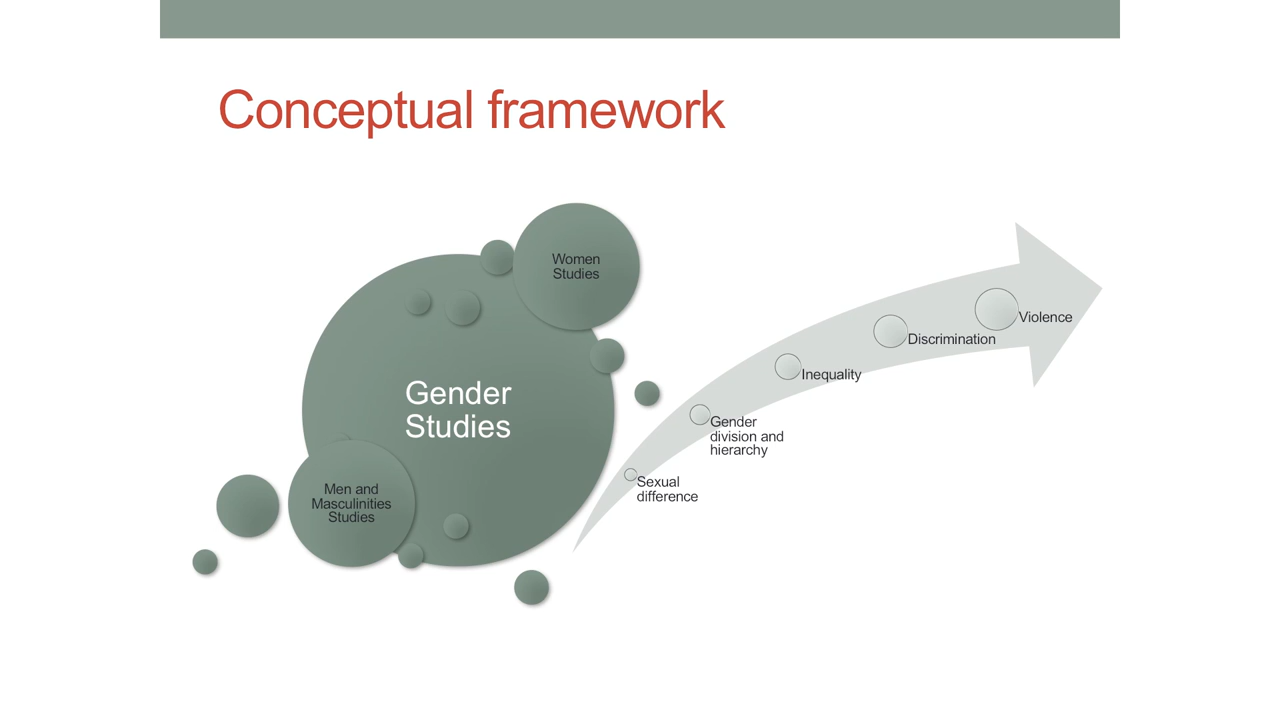 Conceptual framework
Women
Studies
Gender
Studies
Men and
Masculinities
Studies
Sexual
difference
Gender
division and
hierarchy
Inequality
Discrimination
Violence